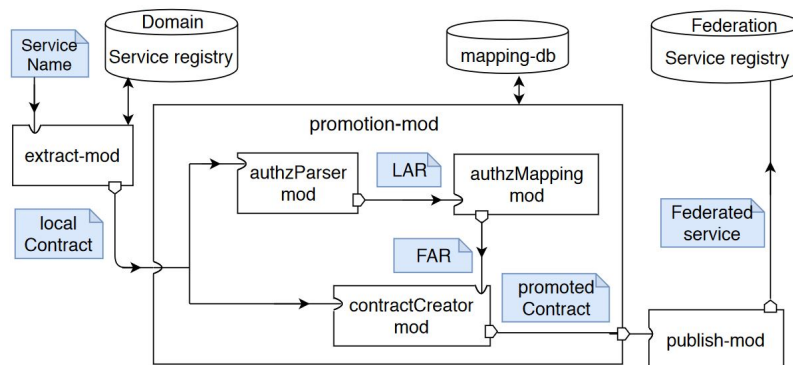 Service
Name
Domain
Service registry
mapping-db
Federation
Service registry
extract-mod
promotion-mod
authzParser
mod
LAR
authzMapping
mod
local
Contract
FAR
Federated
service
contractCreator
mod
promoted
Contract
publish-mod